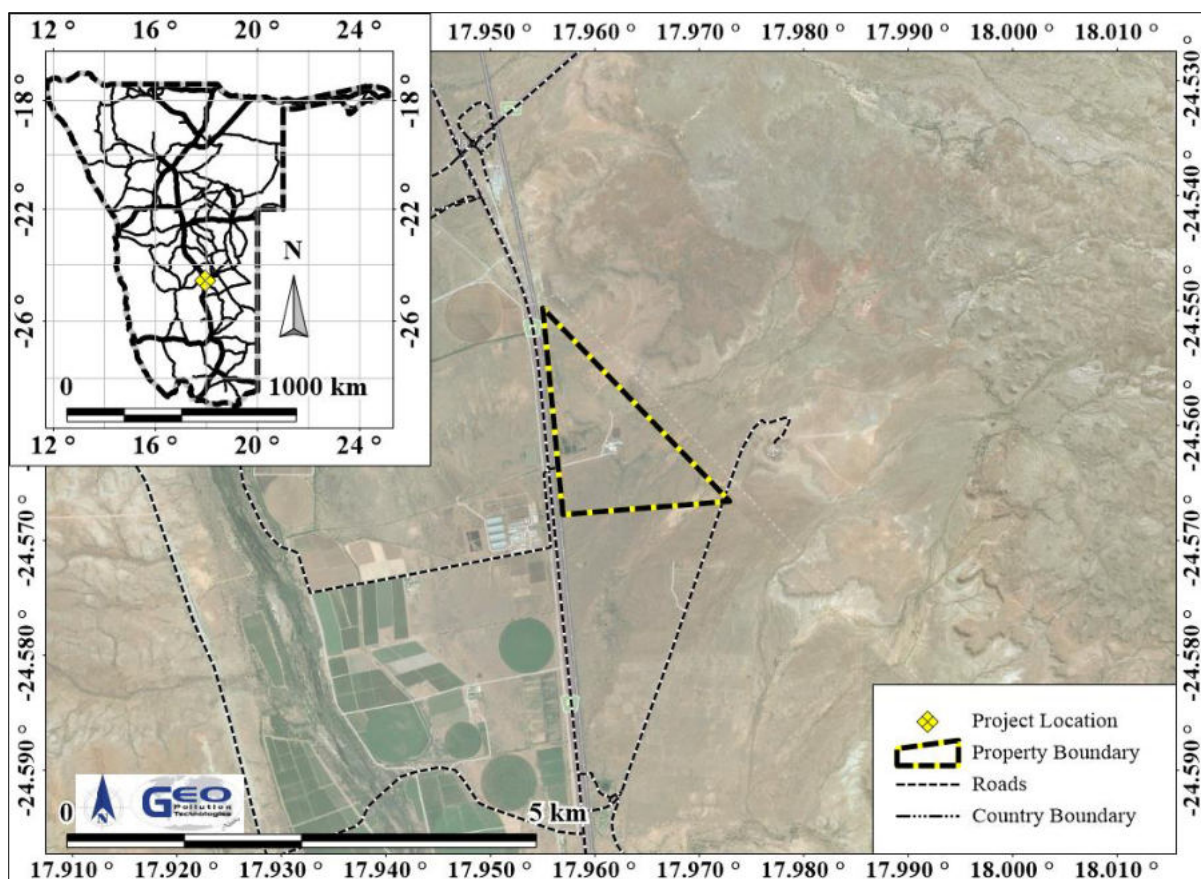 12 ° 16 ° 20 ° 24 °
17.950 ° 17.960 ° 17.970 ° 17.980 ° 17.990 ° 18.000 ° 18.010 °
-18 °
-22 °
-26 °
N
0 1000 km
12 ° 16 ° 20 ° 24 °
-24.530 °
-24.540 °
-24.550 °
-24.560 °
-24.570 °
-24.580 °
-24.590 °
-24.570 °
-24.580 °
-24.590 °
Project Location
Property Boundary
Roads
Country Boundary
N
GEO
Pollution
Technologies
0 5 km
17.910 ° 17.920 ° 17.930 ° 17.940 ° 17.950 ° 17.960 ° 17.970 ° 17.980 ° 17.990 ° 18.000 ° 18.010 °